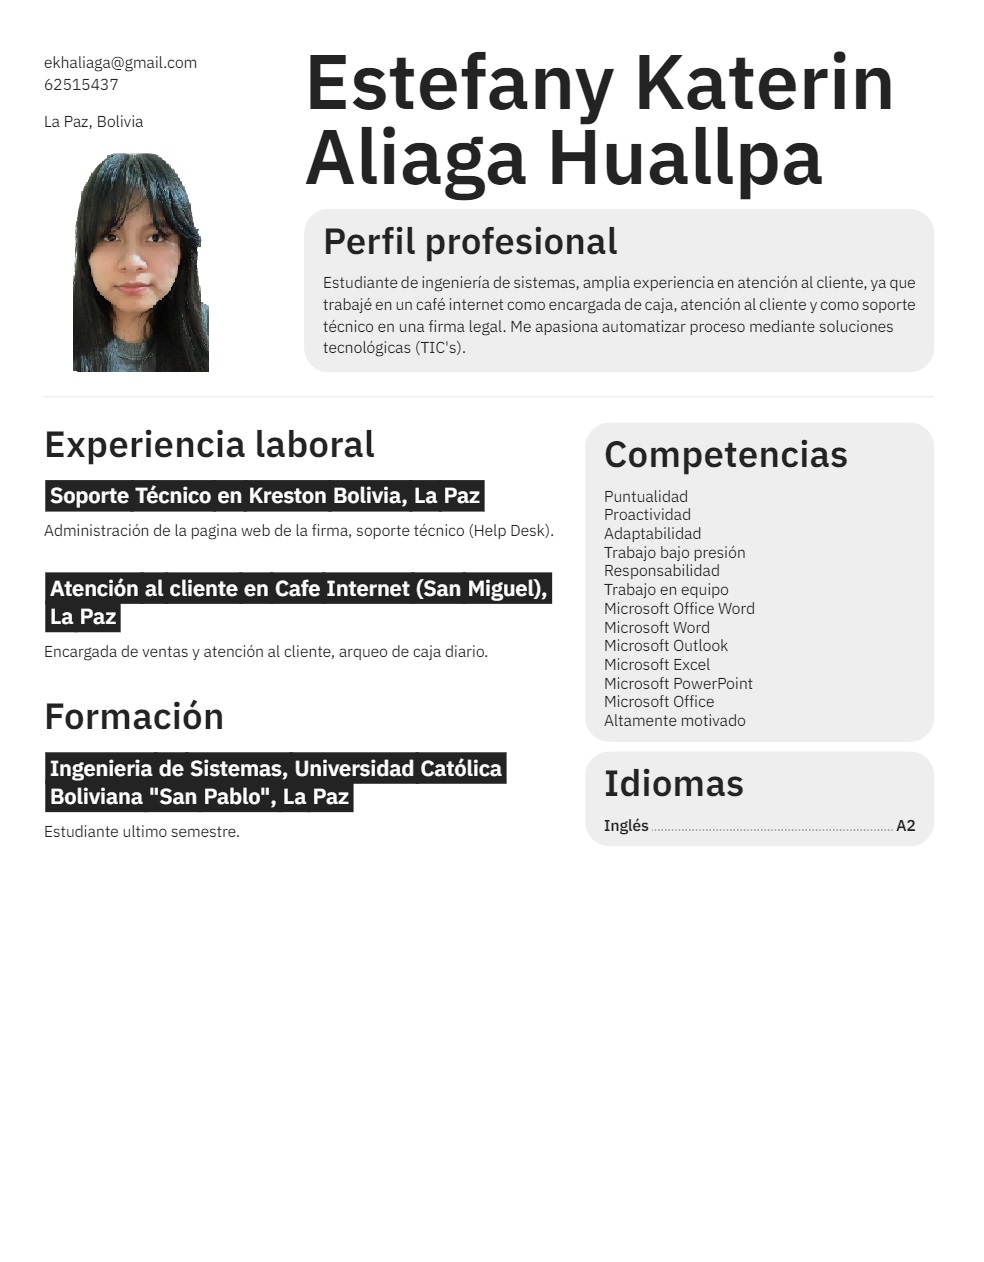 ekhaliaga@gmail.com
62515437
La Paz, Bolivia
Estefany Katerin
Aliaga Huallpa
Perfil profesional
Estudiante de ingeniería de sistemas, amplia experiencia en atención al cliente, ya que
trabajé en un café internet como encargada de caja, atención al cliente y como soporte
técnico en una firma legal. Me apasiona automatizar proceso mediante soluciones
tecnológicas (TIC's).
Experiencia laboral
Soporte Técnico en Kreston Bolivia, La Paz
Administración de la pagina web de la firma, soporte técnico (Help Desk).
Atención al cliente en Cafe Internet (San Miguel),
La Paz
Encargada de ventas y atención al cliente, arqueo de caja diario.
Formación
Ingenieria de Sistemas, Universidad Católica
Boliviana "San Pablo", La Paz
Estudiante ultimo semestre.
Competencias
Puntualidad
Proactividad
Adaptabilidad
Trabajo bajo presión
Responsabilidad
Trabajo en equipo
Microsoft Office Word
Microsoft Word
Microsoft Outlook
Microsoft Excel
Microsoft PowerPoint
Microsoft Office
Altamente motivado
Idiomas
Inglés A2